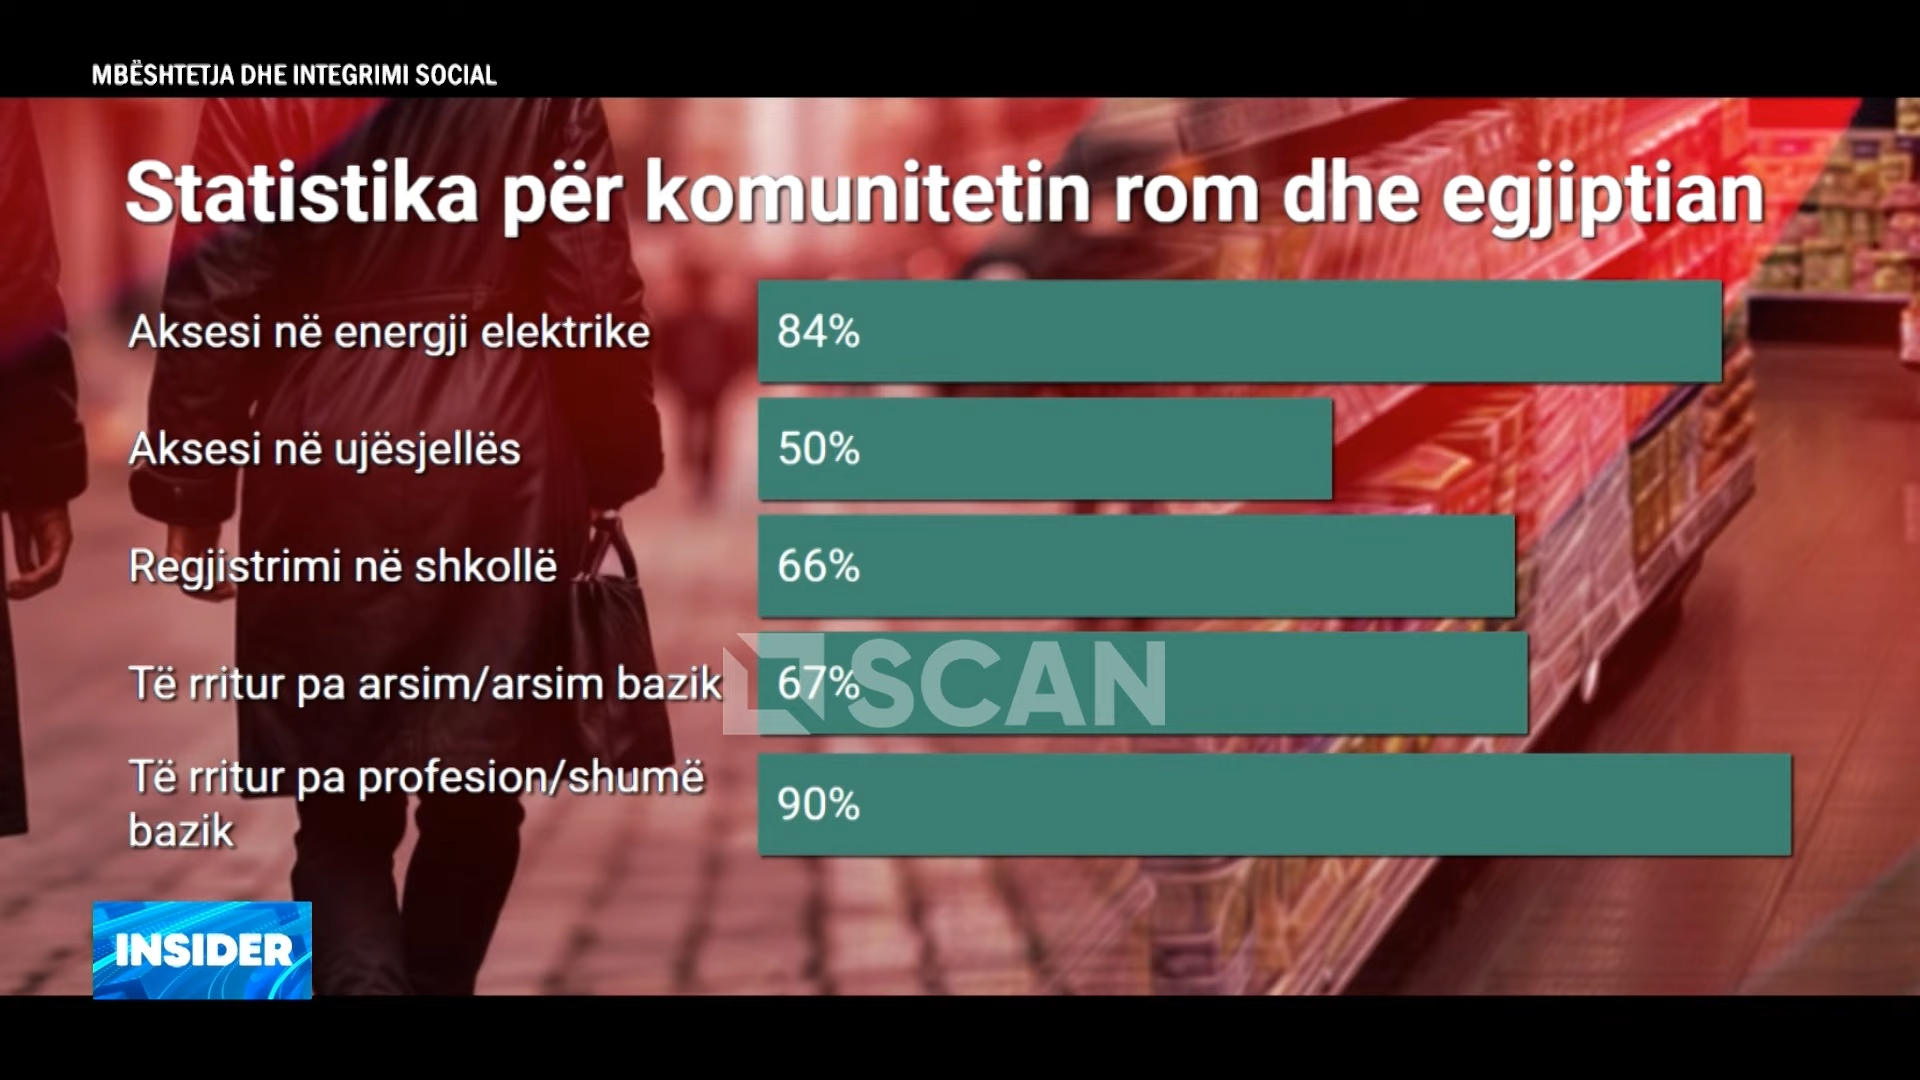 MBËSHTETJA DHE INTEGRIMI SOCIAL
Statistika për komunitetin rom dhe egjiptian
Aksesi në energji elektrike 84%
Aksesi në ujësjellës 50%
Regjistrimi në shkollë 66%
Të rritur pa arsim/arsim bazik 67%
SCAN
Të rritur pa profesion/shumë
bazik 90%
INSIDER